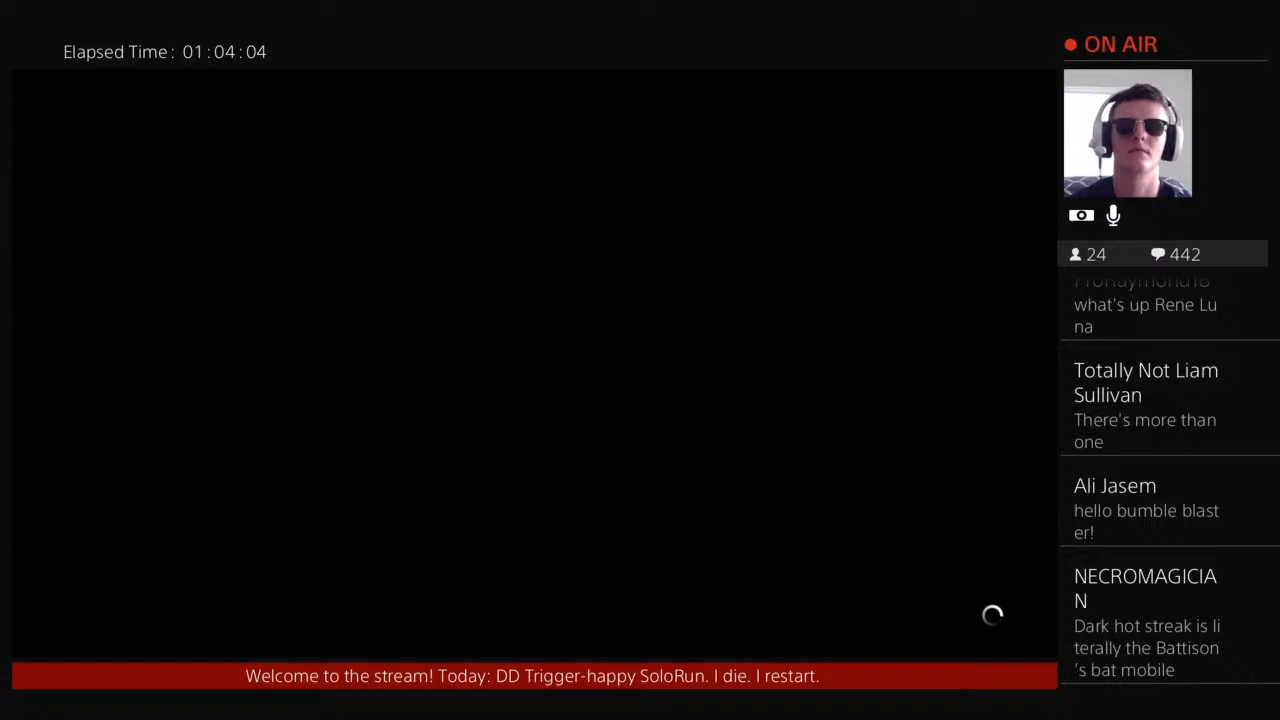 Elapsed Time: 01:04:04
ON AIR
24 442
ProRaymond18
what's up Rene Lu
na
Totally Not Liam
Sullivan
There's more than
one
Ali Jasem
hello bumble blast
er!
NECROMAGICIA
N
Dark hot streak is li
terally the Battison
's bat mobile
Welcome to the stream! Today: DD Trigger-happy SoloRun. I die. I restart.